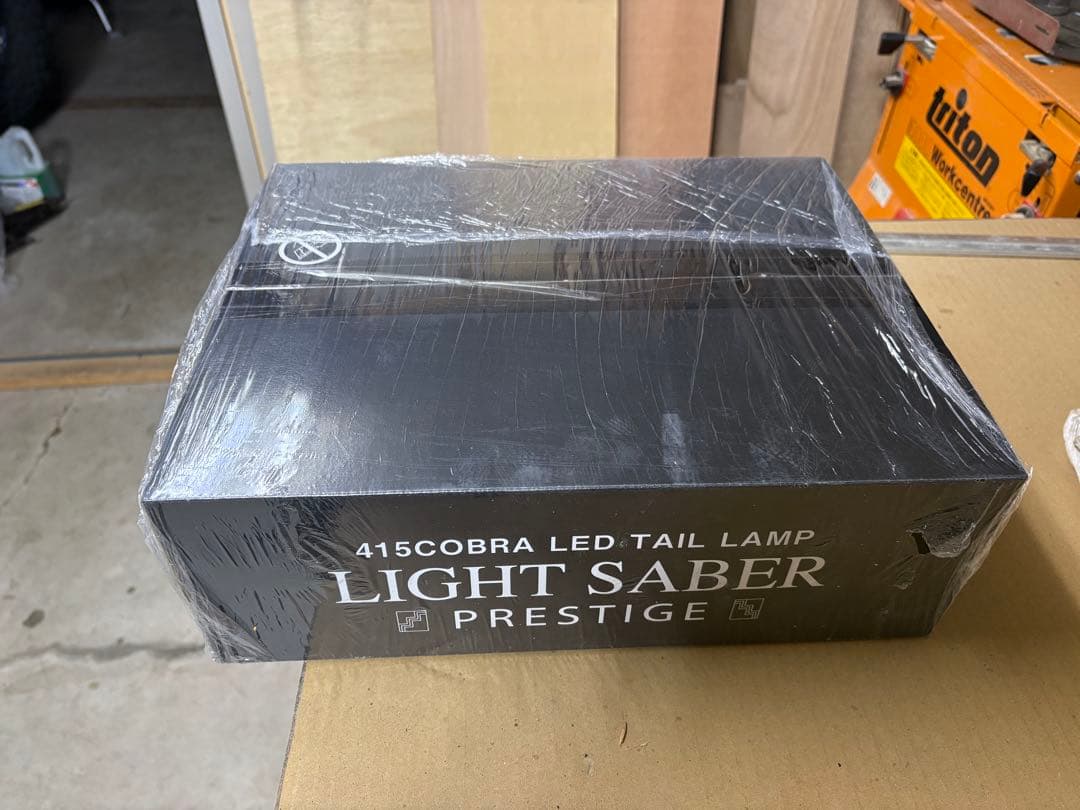 triton
Workcentre
415COBRA LED TAIL LAMP
LIGHT SABER
PRESTIGE